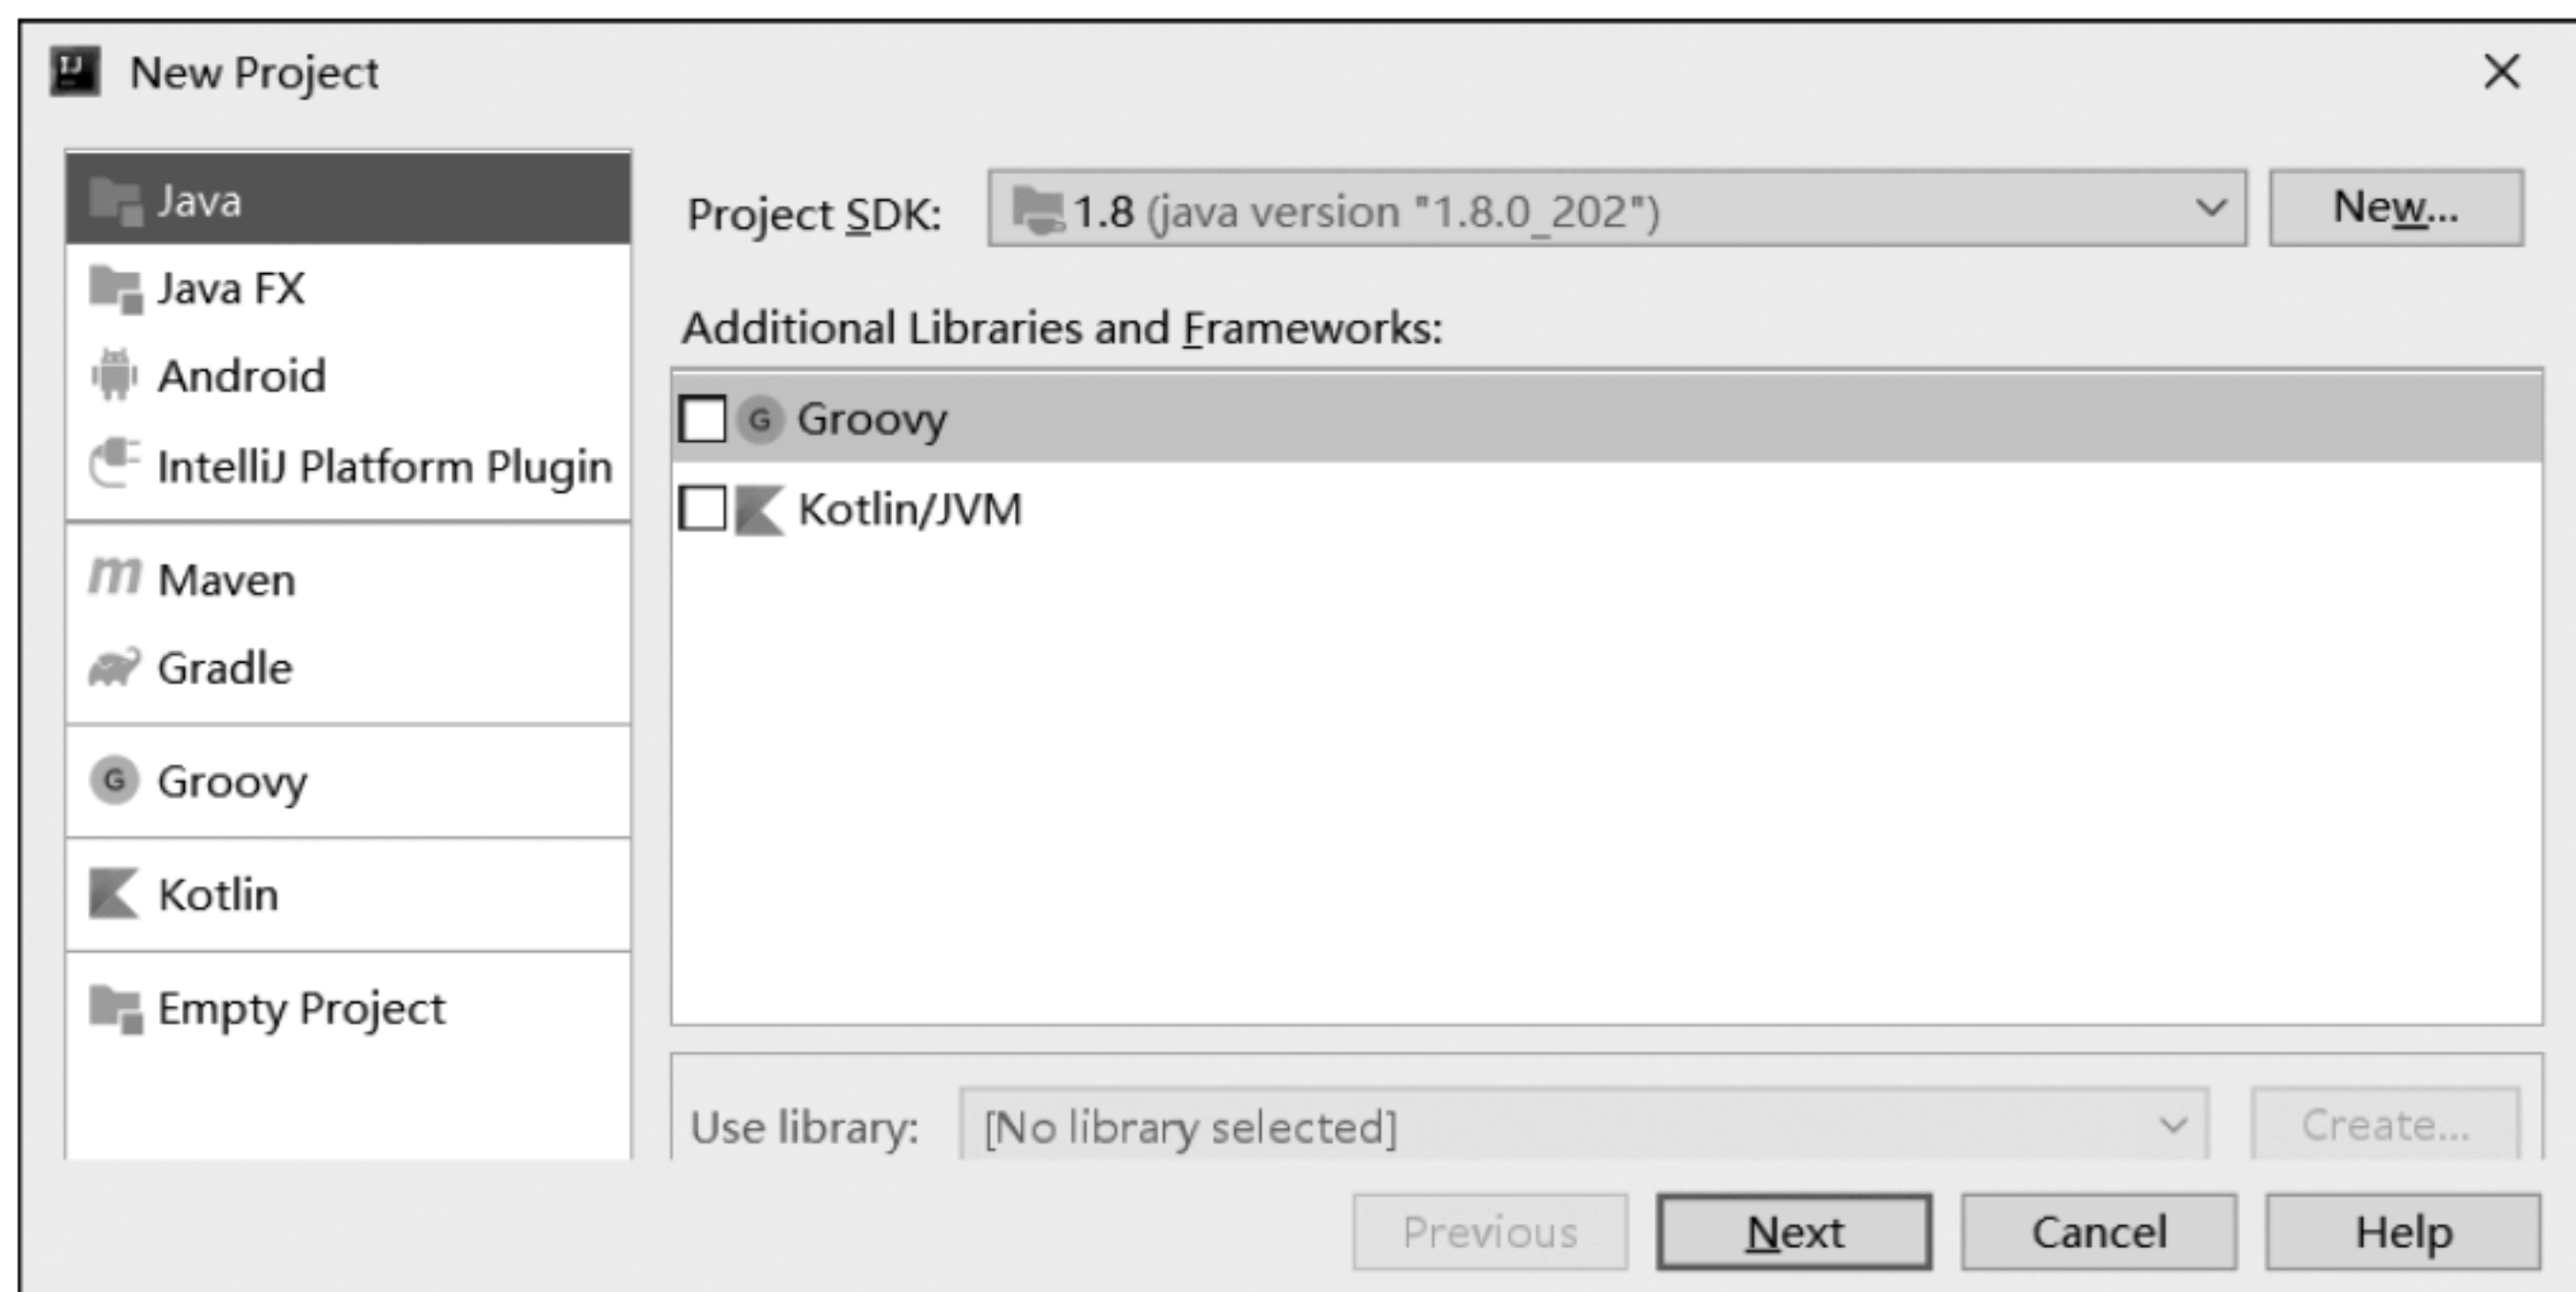 New Project
Java
Java FX
Android
IntelliJ Platform Plugin
Maven
Gradle
Groovy
Kotlin
Empty Project
Project SDK: 1.8 (java version "1.8.0_202") New...
Additional Libraries and Frameworks:
Groovy
Kotlin/JVM
Use library: [No library selected] Create...
Previous Next Cancel Help